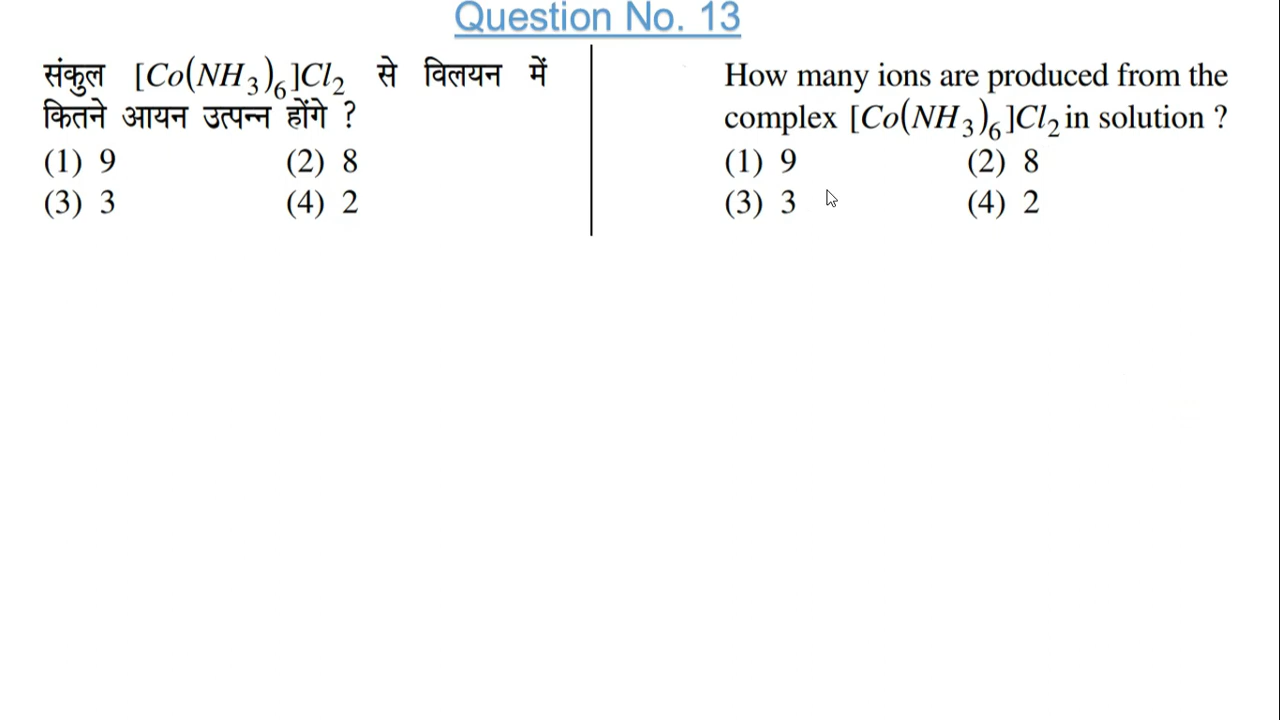 Question No. 13
संकुल [Co(NH₃)₆]Cl₂ से विलयन में
कितने आयन उत्पन्न होंगे ?
(1) 9 (2) 8
(3) 3 (4) 2
How many ions are produced from the
complex [Co(NH₃)₆]Cl₂ in solution ?
(1) 9 (2) 8
(3) 3 (4) 2